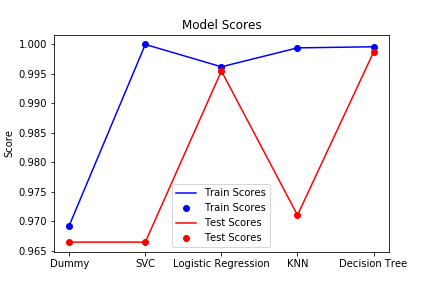 Model Scores
1.000
0.995
0.990
0.985
0.980
0.975
0.970
0.965
Score
Train Scores
Train Scores
Test Scores
Test Scores
Dummy SVC Logistic Regression KNN Decision Tree